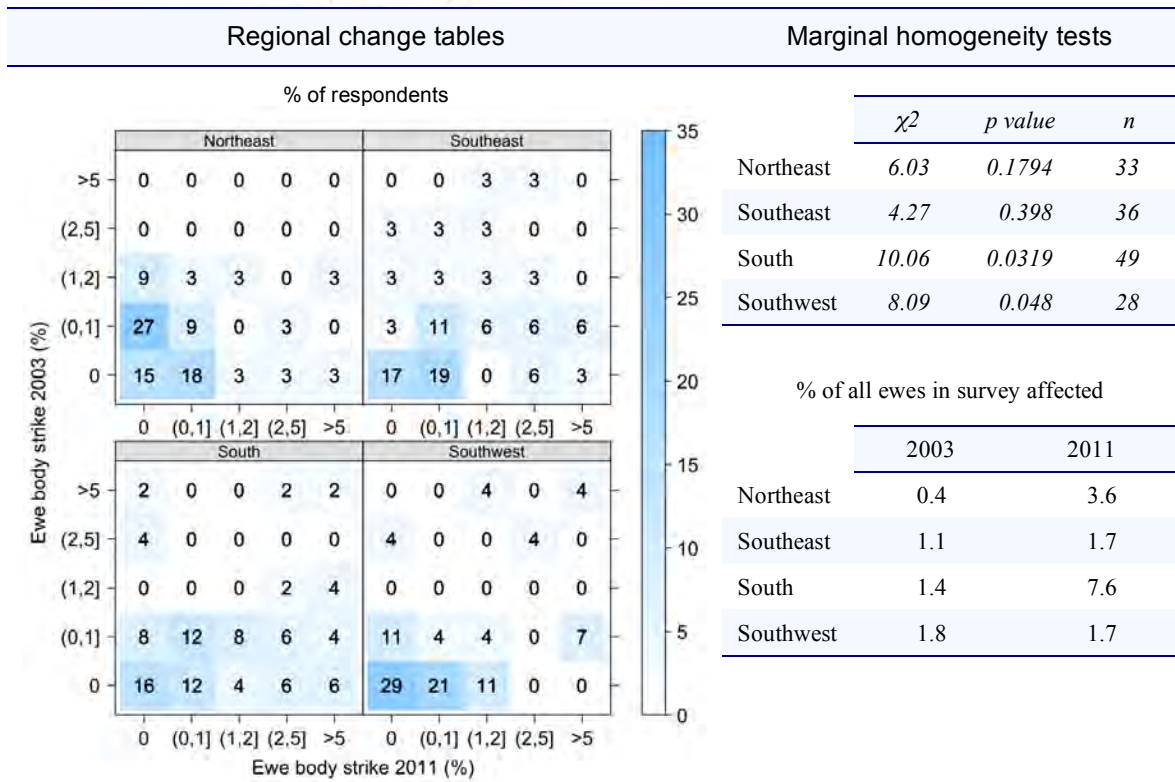 Regional change tables
Marginal homogeneity tests
% of respondents
Northeast Southeast
>5 0 0 0 0 0 0 0 3 3 0
(2,5] 0 0 0 0 0 3 3 3 0 0
(1,2] 9 3 3 0 3 3 3 3 3 0
(0,1] 27 9 0 3 0 3 11 6 6 6
0 15 18 3 3 3 17 19 0 6 3
0 (0,1] (1,2] (2,5] >5 0 (0,1] (1,2] (2,5] >5
South Southwest
>5 2 0 0 2 2 0 0 4 0 4
(2,5] 4 0 0 0 0 4 0 0 4 0
(1,2] 0 0 0 2 4 0 0 0 0 0
(0,1] 8 12 8 6 4 11 4 4 0 7
0 16 12 4 6 6 29 21 11 0 0
0 (0,1] (1,2] (2,5] >5 0 (0,1] (1,2] (2,5] >5
Ewe body strike 2011 (%)
Ewe body strike 2003 (%)
35
30
25
20
15
10
5
0
χ2 p value n
Northeast 6.03 0.1794 33
Southeast 4.27 0.398 36
South 10.06 0.0319 49
Southwest 8.09 0.048 28
% of all ewes in survey affected
2003 2011
Northeast 0.4 3.6
Southeast 1.1 1.7
South 1.4 7.6
Southwest 1.8 1.7